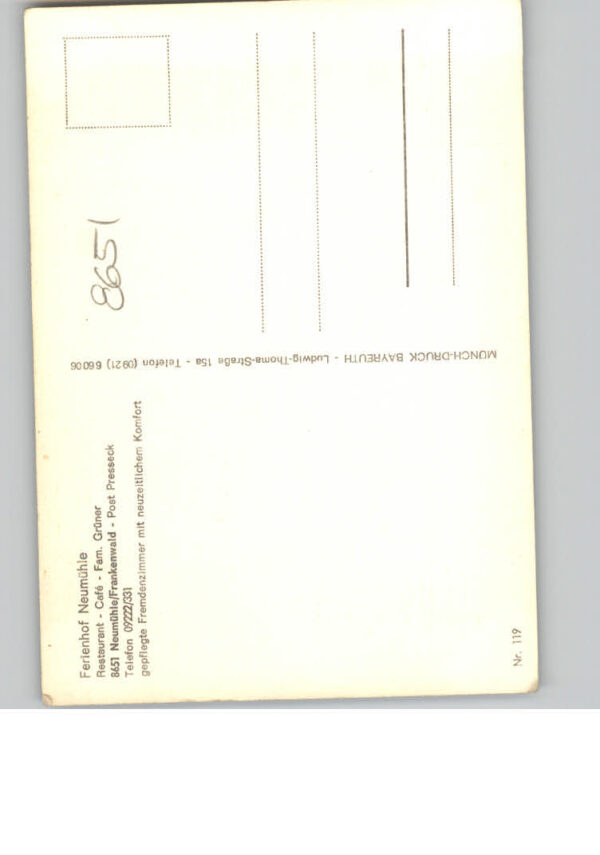 Ferienhof Neumühle
Restaurant - Café - Fam. Grüner
8651 Neumühle/Frankenwald - Post Presseck
Telefon 09222/331
gepflegte Fremdenzimmer mit neuzeitlichem Komfort
MÜNCH-DRUCK BAYREUTH - Ludwig-Thoma-Straße 15a - Telefon (0921) 66006
8651
Nr. 119